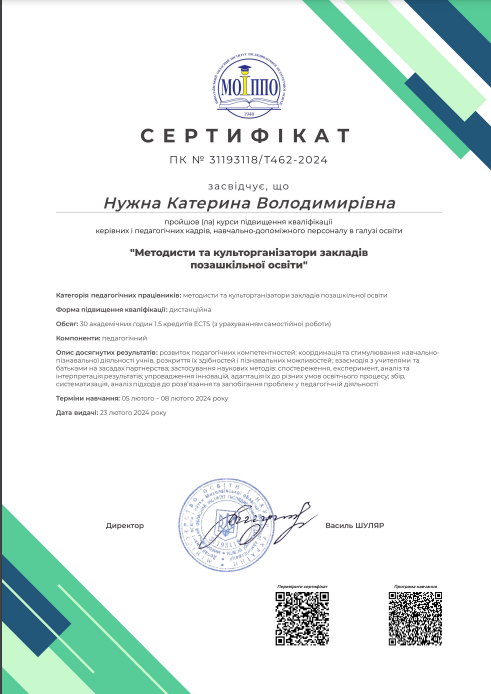 МОІППО
1940
СЕРТИФІКАТ
ПК № 31193118/Т462-2024
засвідчує, що
Нужна Катерина Володимирівна
пройшов (ла) курси підвищення кваліфікації
керівних і педагогічних кадрів, навчально-допоміжного персоналу в галузі освіти
"Методисти та культорганізатори закладів
позашкільної освіти"
Категорія педагогічних працівників: методисти та культорганізатори закладів позашкільної освіти
Форма підвищення кваліфікації: дистанційна
Обсяг: 30 академічних годин 1.5 кредитів ECTS (з урахуванням самостійної роботи)
Компоненти: педагогічний
Опис досягнутих результатів: розвиток педагогічних компетентностей: координація та стимулювання навчально-
пізнавальної діяльності учнів, розкриття їх здібностей і пізнавальних можливостей; взаємодія з учителями та
батьками на засадах партнерства; застосування наукових методів: спостереження, експеримент, аналіз та
інтерпретація результатів; упровадження інновацій, адаптація їх до різних умов освітнього процесу; збір,
систематизація, аналіз підходів до розв'язання та запобігання проблем у педагогічній діяльності
Терміни навчання: 05 лютого – 08 лютого 2024 року
Дата видачі: 23 лютого 2024 року
Директор
Василь ШУЛЯР
Перевірити сертифікат
Програма навчання